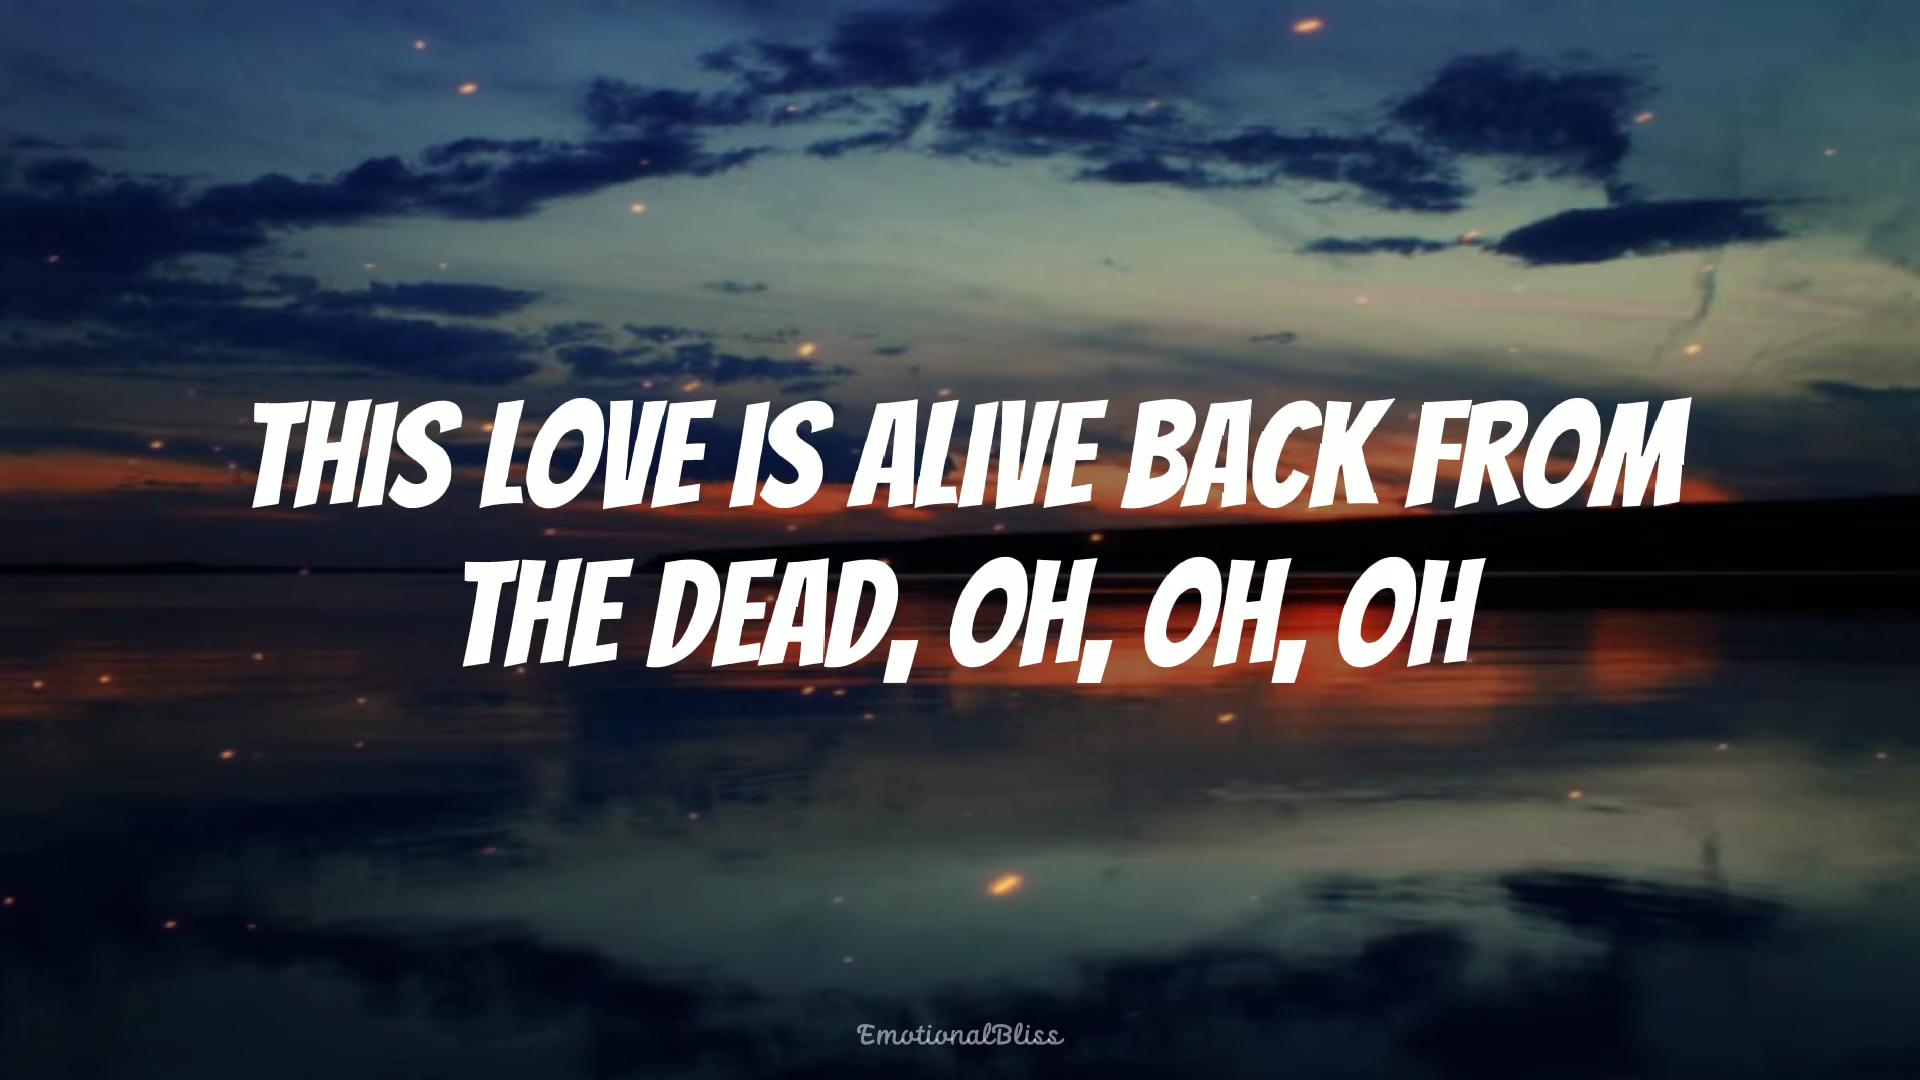 THIS LOVE IS ALIVE BACK FROM
THE DEAD, OH, OH, OH
EmotionalBliss